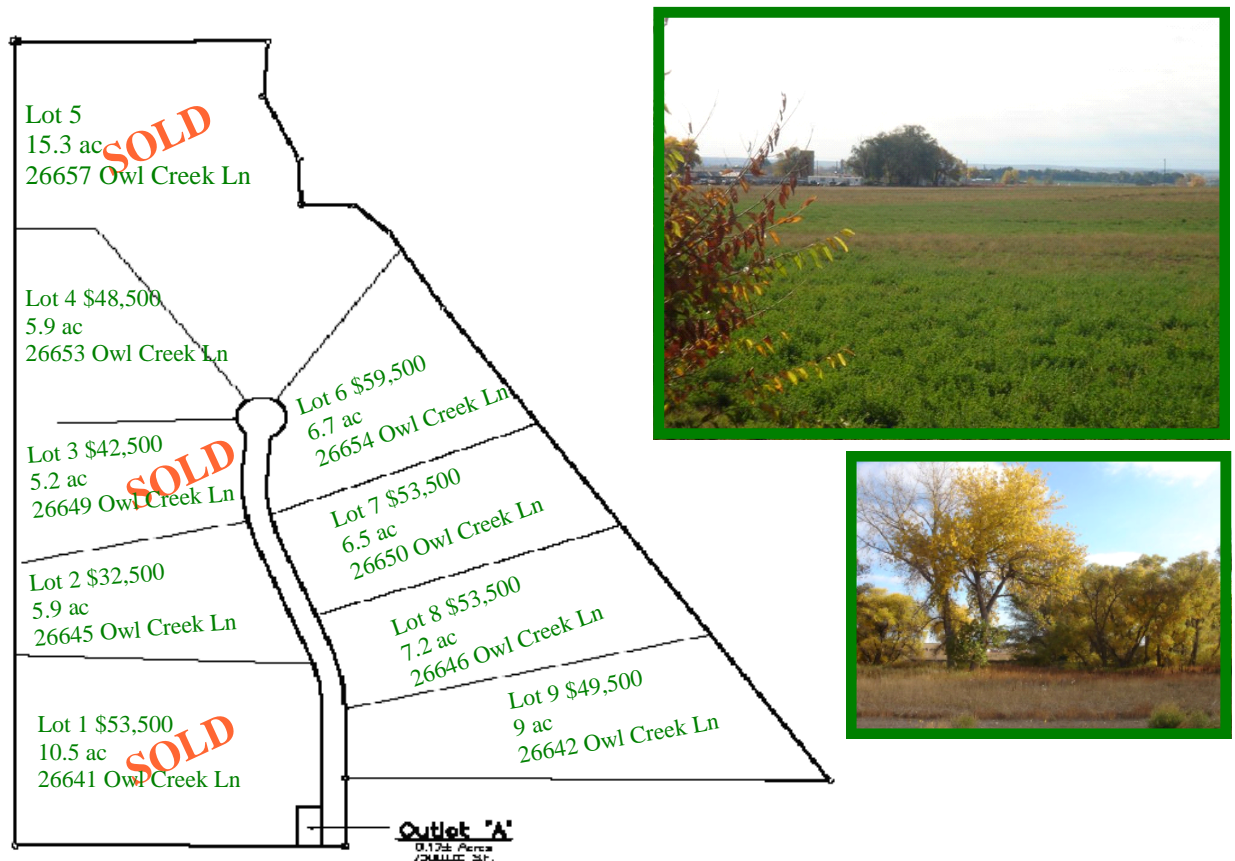 Lot 5
15.3 ac
SOLD
26657 Owl Creek Ln
Lot 4 $48,500
5.9 ac
26653 Owl Creek Ln
Lot 3 $42,500
5.2 ac
SOLD
26649 Owl Creek Ln
Lot 2 $32,500
5.9 ac
26645 Owl Creek Ln
Lot 1 $53,500
10.5 ac
SOLD
26641 Owl Creek Ln
Lot 6 $59,500
6.7 ac
26654 Owl Creek Ln
Lot 7 $53,500
6.5 ac
26650 Owl Creek Ln
Lot 8 $53,500
7.2 ac
26646 Owl Creek Ln
Lot 9 $49,500
9 ac
26642 Owl Creek Ln
Outlot "A"
Acres